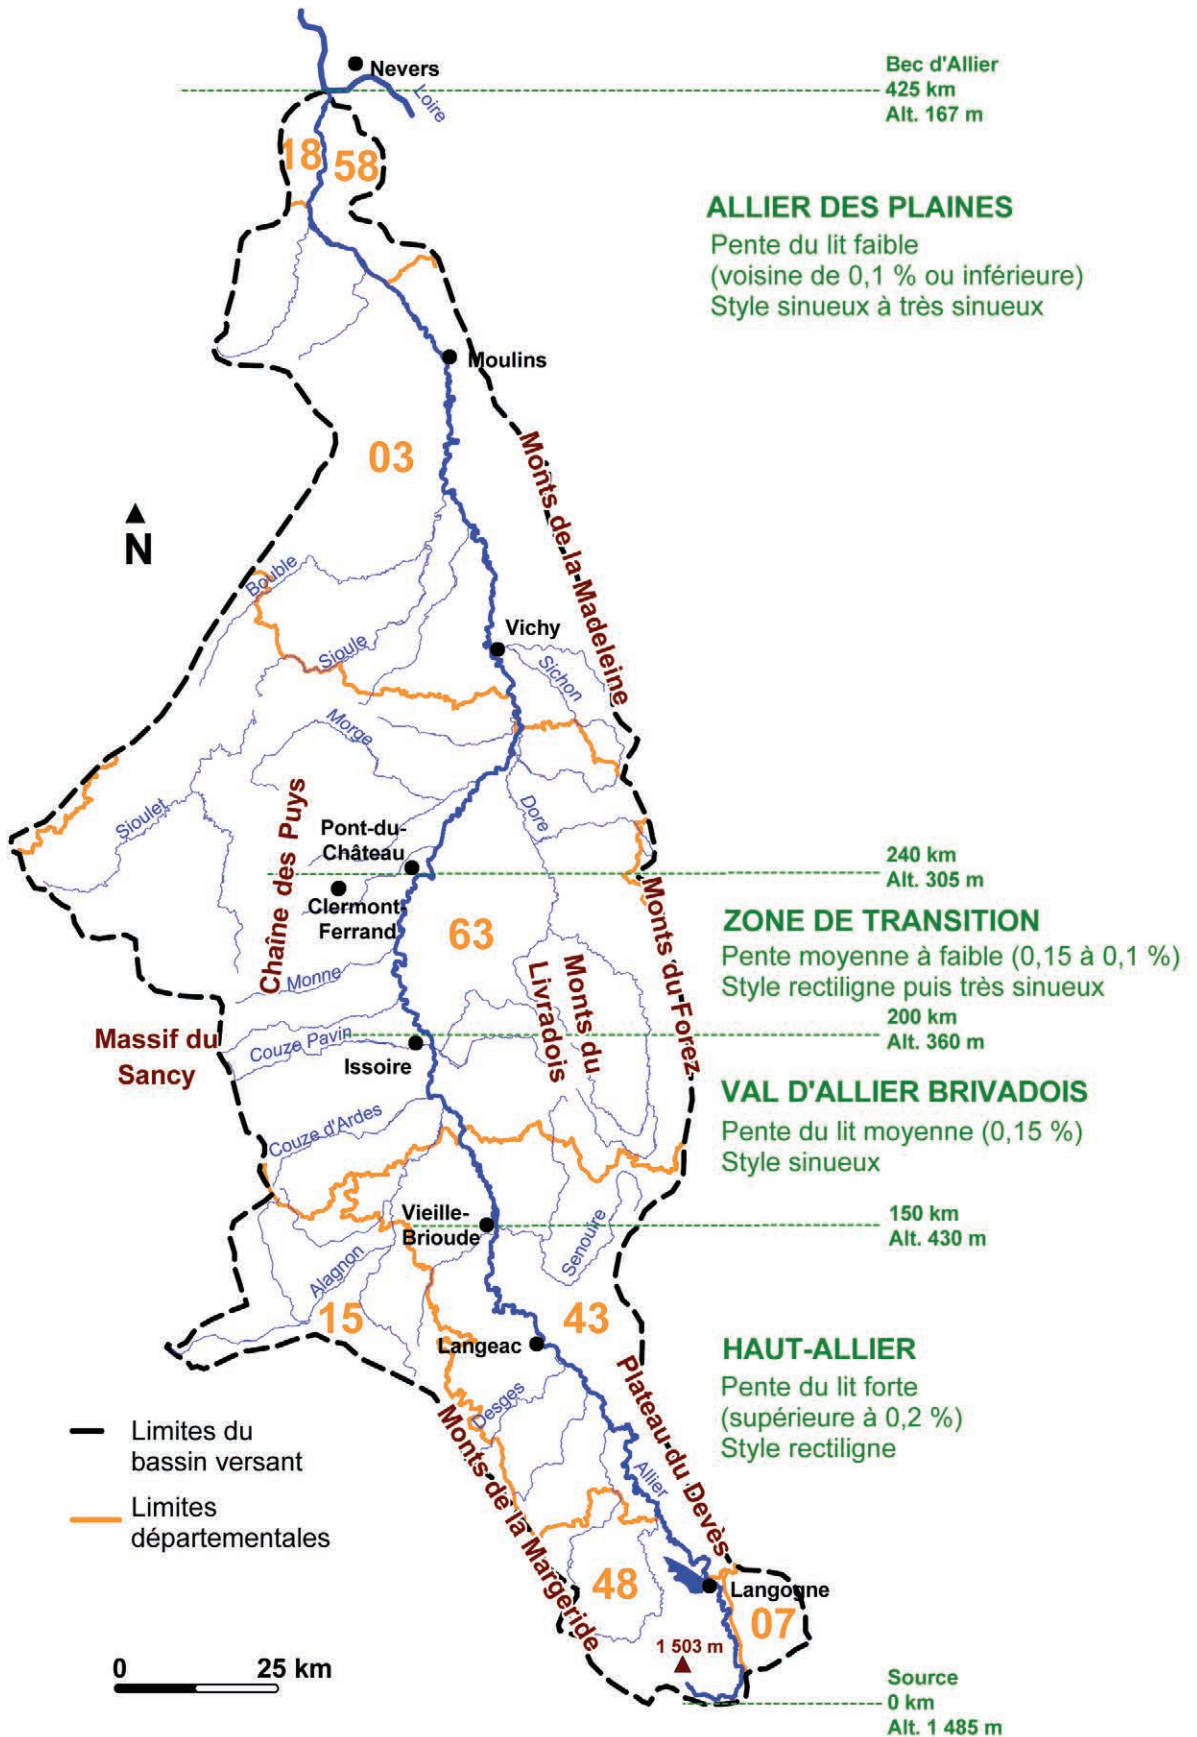 Nevers
Loire
Bec d'Allier
425 km
Alt. 167 m
18
58
ALLIER DES PLAINES
Pente du lit faible
(voisine de 0,1 % ou inférieure)
Style sinueux à très sinueux
Moulins
03
Monts de la Madeleine
N
Bouble
Sioule
Vichy
Sichon
Morge
Sioulet
Dore
Chaîne des Puys
Pont-du-
Château
240 km
Alt. 305 m
Clermont-
Ferrand
63
Monts du Forez
ZONE DE TRANSITION
Pente moyenne à faible (0,15 à 0,1 %)
Style rectiligne puis très sinueux
Monne
Monts du
Livradois
200 km
Alt. 360 m
Massif du
Sancy
Couze Pavin
Issoire
VAL D'ALLIER BRIVADOIS
Pente du lit moyenne (0,15 %)
Style sinueux
Couze d'Ardes
Vieille-
Brioude
150 km
Alt. 430 m
Senouire
Alagnon
15
43
Langeac
HAUT-ALLIER
Pente du lit forte
(supérieure à 0,2 %)
Style rectiligne
Plateau du Devès
Desges
Monts de la Margeride
Allier
Limites du
bassin versant
Limites
départementales
48
Langogne
07
1 503 m
0 25 km
Source
0 km
Alt. 1 485 m